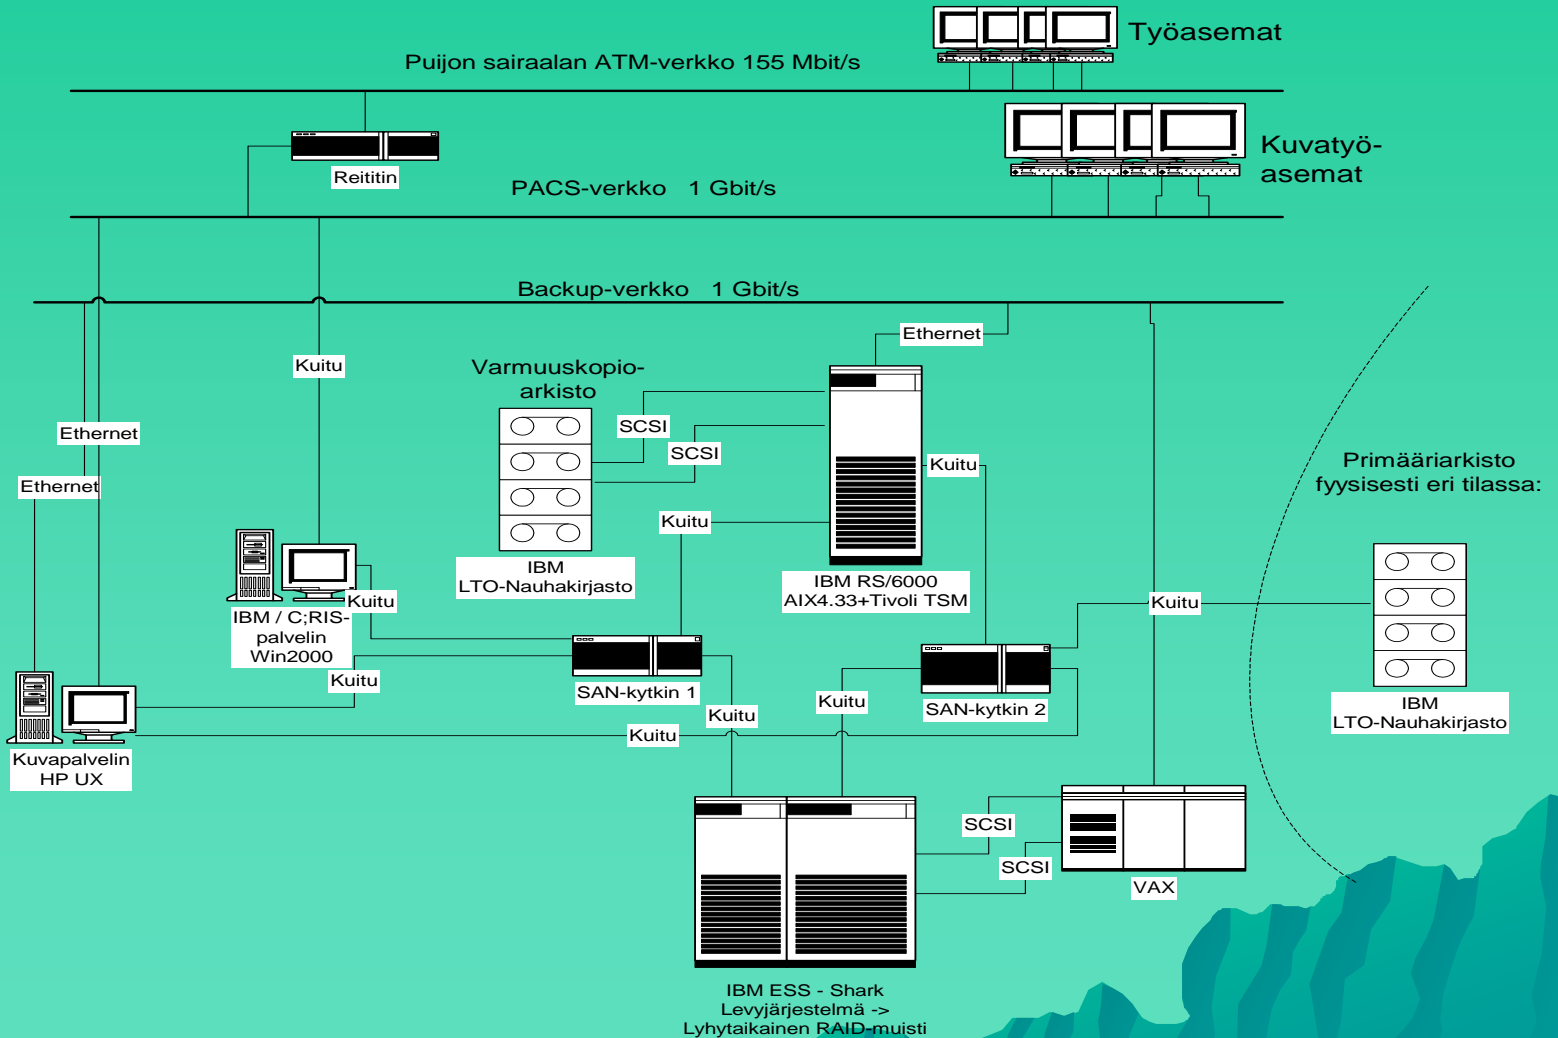 Työasemat
Puijon sairaalan ATM-verkko 155 Mbit/s
Kuvatyö-
asemat
Reititin
PACS-verkko 1 Gbit/s
Backup-verkko 1 Gbit/s
Ethernet
Kuitu
Varmuuskopio-
arkisto
SCSI
SCSI
Ethernet
Kuitu
Primääriarkisto
fyysisesti eri tilassa:
Ethernet
Kuitu
IBM
LTO-Nauhakirjasto
IBM RS/6000
AIX4.33+Tivoli TSM
Kuitu
Kuitu
IBM / C;RIS-
palvelin
Win2000
Kuitu
SAN-kytkin 1
SAN-kytkin 2
IBM
LTO-Nauhakirjasto
Kuitu
Kuitu
Kuitu
Kuvapalvelin
HP UX
SCSI
SCSI
VAX
IBM ESS - Shark
Levyjärjestelmä ->
Lyhytaikainen RAID-muisti